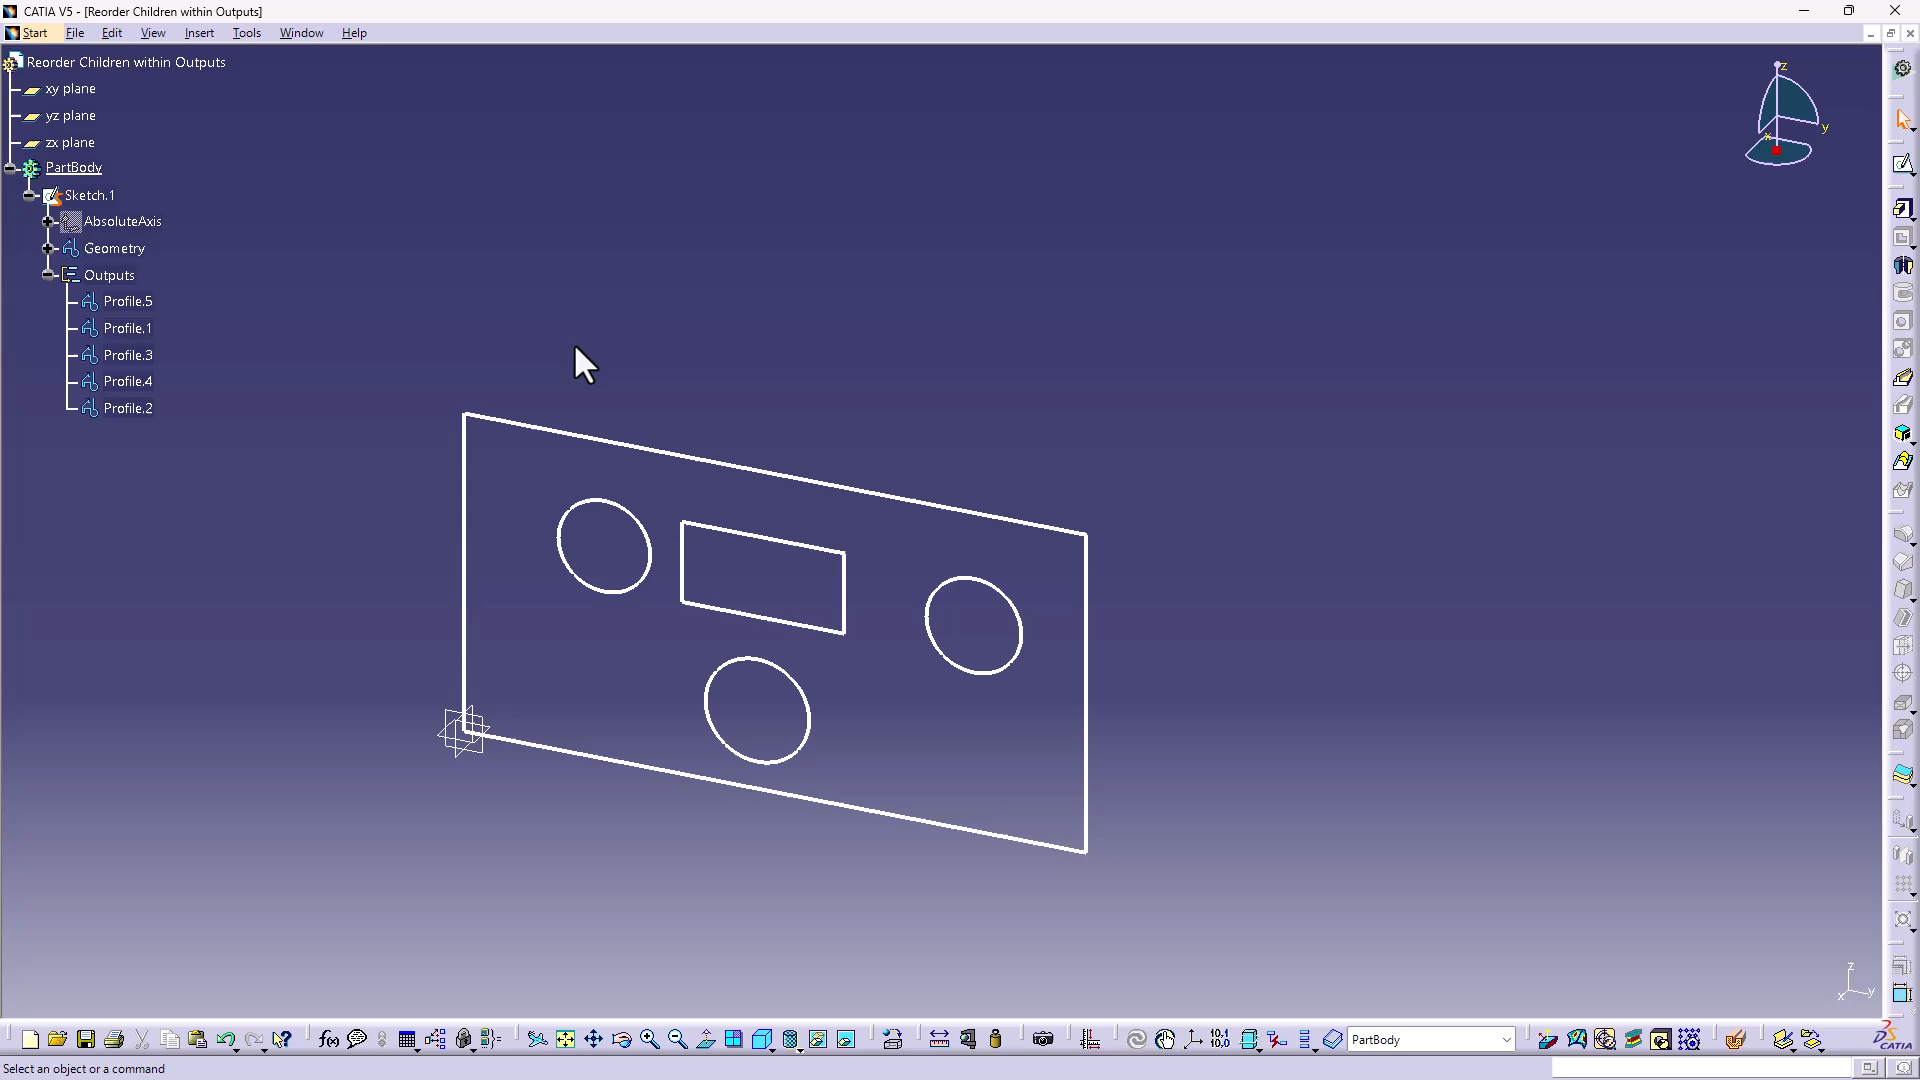 CATIA V5 - [Reorder Children within Outputs]
Start File Edit View Insert Tools Window Help
Reorder Children within Outputs
xy plane
yz plane
zx plane
PartBody
Sketch.1
AbsoluteAxis
Geometry
Outputs
Profile.5
Profile.1
Profile.3
Profile.4
Profile.2
z
y
x
z
x
y
PartBody
CATIA
Select an object or a command